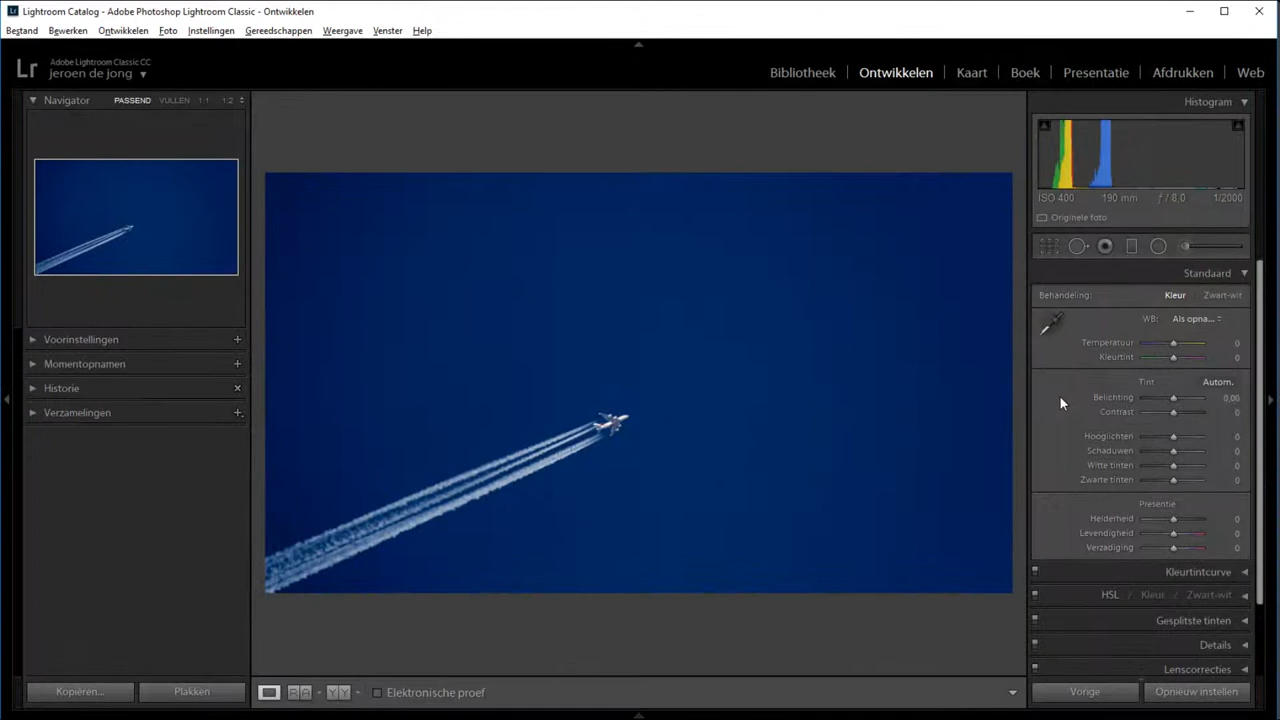 Lightroom Catalog - Adobe Photoshop Lightroom Classic - Ontwikkelen
Bestand Bewerken Ontwikkelen Foto Instellingen Gereedschappen Weergave Venster Help
Lr
Adobe Lightroom Classic CC
jeroen de jong
Bibliotheek Ontwikkelen Kaart Boek Presentatie Afdrukken Web
Navigator PASSEND VULLEN 1:1 1:2
Voorinstellingen
Momentopnamen
Historie
Verzamelingen
Kopiëren... Plakken
Elektronische proef
Histogram
ISO 400 190 mm ƒ / 8,0 1/2000
Originele foto
Standaard
Behandeling: Kleur Zwart-wit
WB: Als opna...
Temperatuur 0
Kleurtint 0
Tint Autom.
Belichting 0,00
Contrast 0
Hooglichten 0
Schaduwen 0
Witte tinten 0
Zwarte tinten 0
Presentie
Helderheid 0
Levendigheid 0
Verzadiging 0
Kleurtintcurve
HSL / Kleur / Zwart-wit
Gesplitste tinten
Details
Lenscorrecties
Vorige Opnieuw instellen